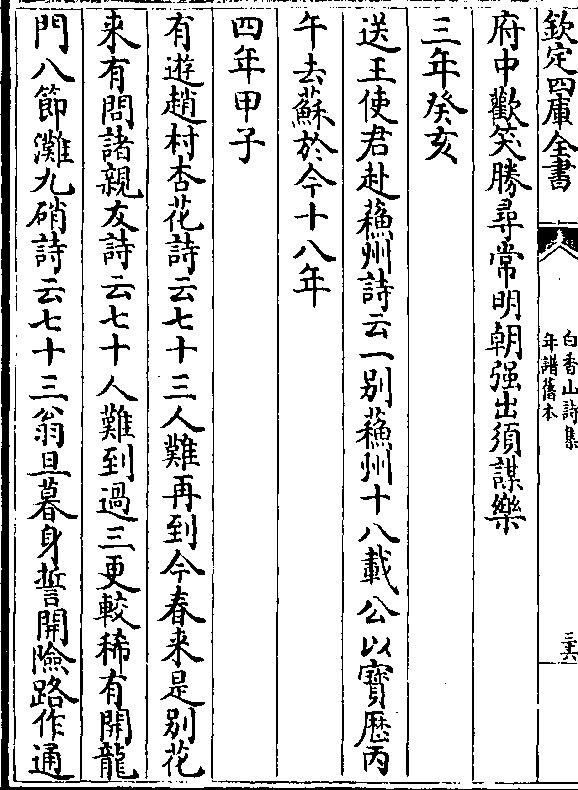 欽定四庫全書
白香山詩集
年譜舊本
三六
府中歡笑勝尋常明朝强出須謀樂
三年癸亥
送王使君赴蘓州詩云一别蘓州十八載公以寶歴丙
午去蘇於今十八年
四年甲子
有遊趙村杏花詩云七十三人難再到今春来是别花
来有問諸親友詩云七十人難到過三更較稀有開龍
門八節灘九硝詩云七十三翁旦暮身誓開險路作通